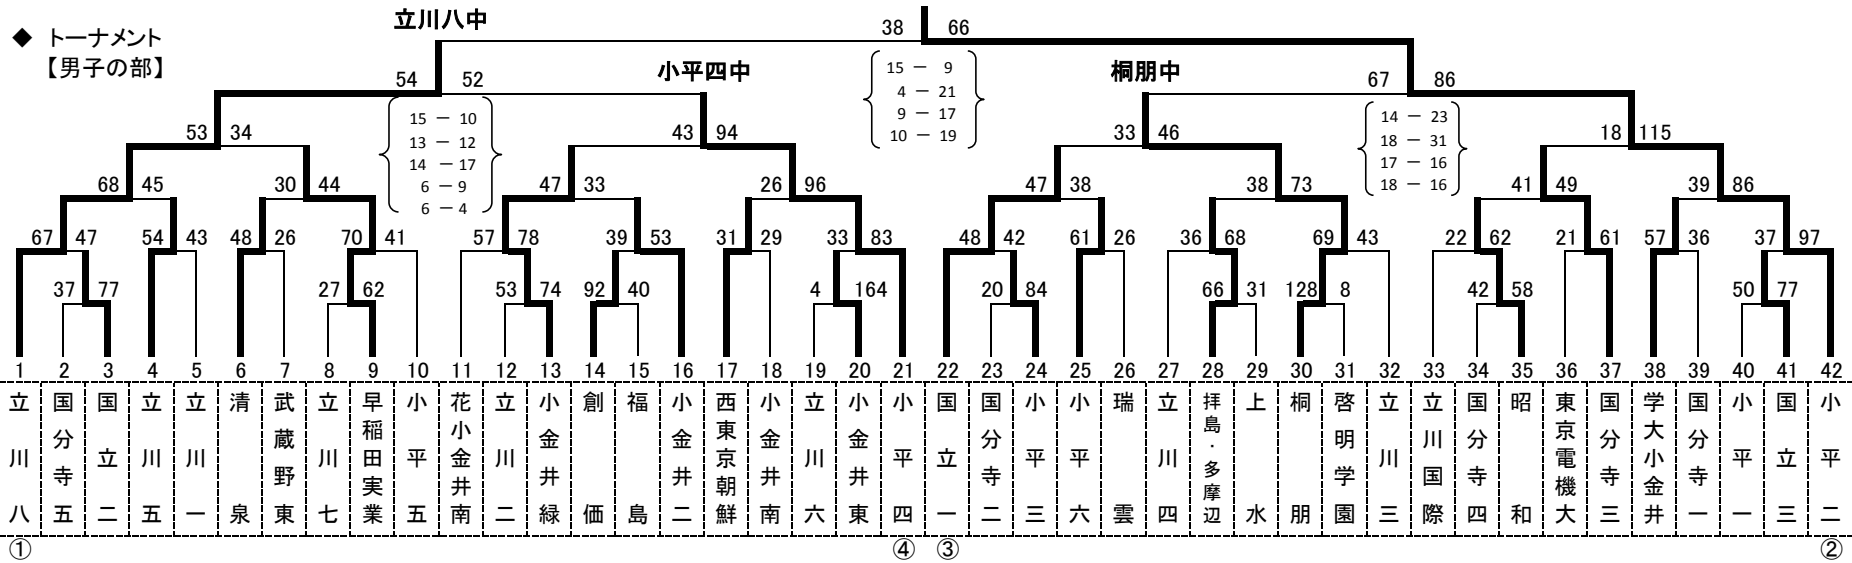 立川八中
38 66
◆ トーナメント
【男子の部】
小平四中
桐朋中
54 52
67 86
15 － 9
4 － 21
9 － 17
10 － 19
15 － 10
13 － 12
14 － 17
6 － 9
6 － 4
14 － 23
18 － 31
17 － 16
18 － 16
53 34 43 94 33 46 18 115
68 45 30 44 47 33 26 96 47 38 38 73 41 49 39 86
67 47 54 43 48 26 70 41 57 78 39 53 31 29 33 83 48 42 61 26 36 68 69 43 22 62 21 61 57 36 37 97
37 77 27 62 53 74 92 40 4 164 20 84 66 31 128 8 42 58 50 77
1 2 3 4 5 6 7 8 9 10 11 12 13 14 15 16 17 18 19 20 21 22 23 24 25 26 27 28 29 30 31 32 33 34 35 36 37 38 39 40 41 42
立川八
国分寺五
国立二
立川五
立川一
清泉
武蔵野東
立川七
早稲田実業
小平五
花小金井南
立川二
小金井緑
創価
福島
小金井二
西東京朝鮮
小金井南
立川六
小金井東
小平四
国立一
国分寺二
小平三
小平六
瑞雲
立川四
拝島・多摩辺
上水
桐朋
啓明学園
立川三
立川国際
国分寺四
昭和
東京電機大
国分寺三
学大小金井
国分寺一
小平一
国立三
小平二
① ④ ③ ②